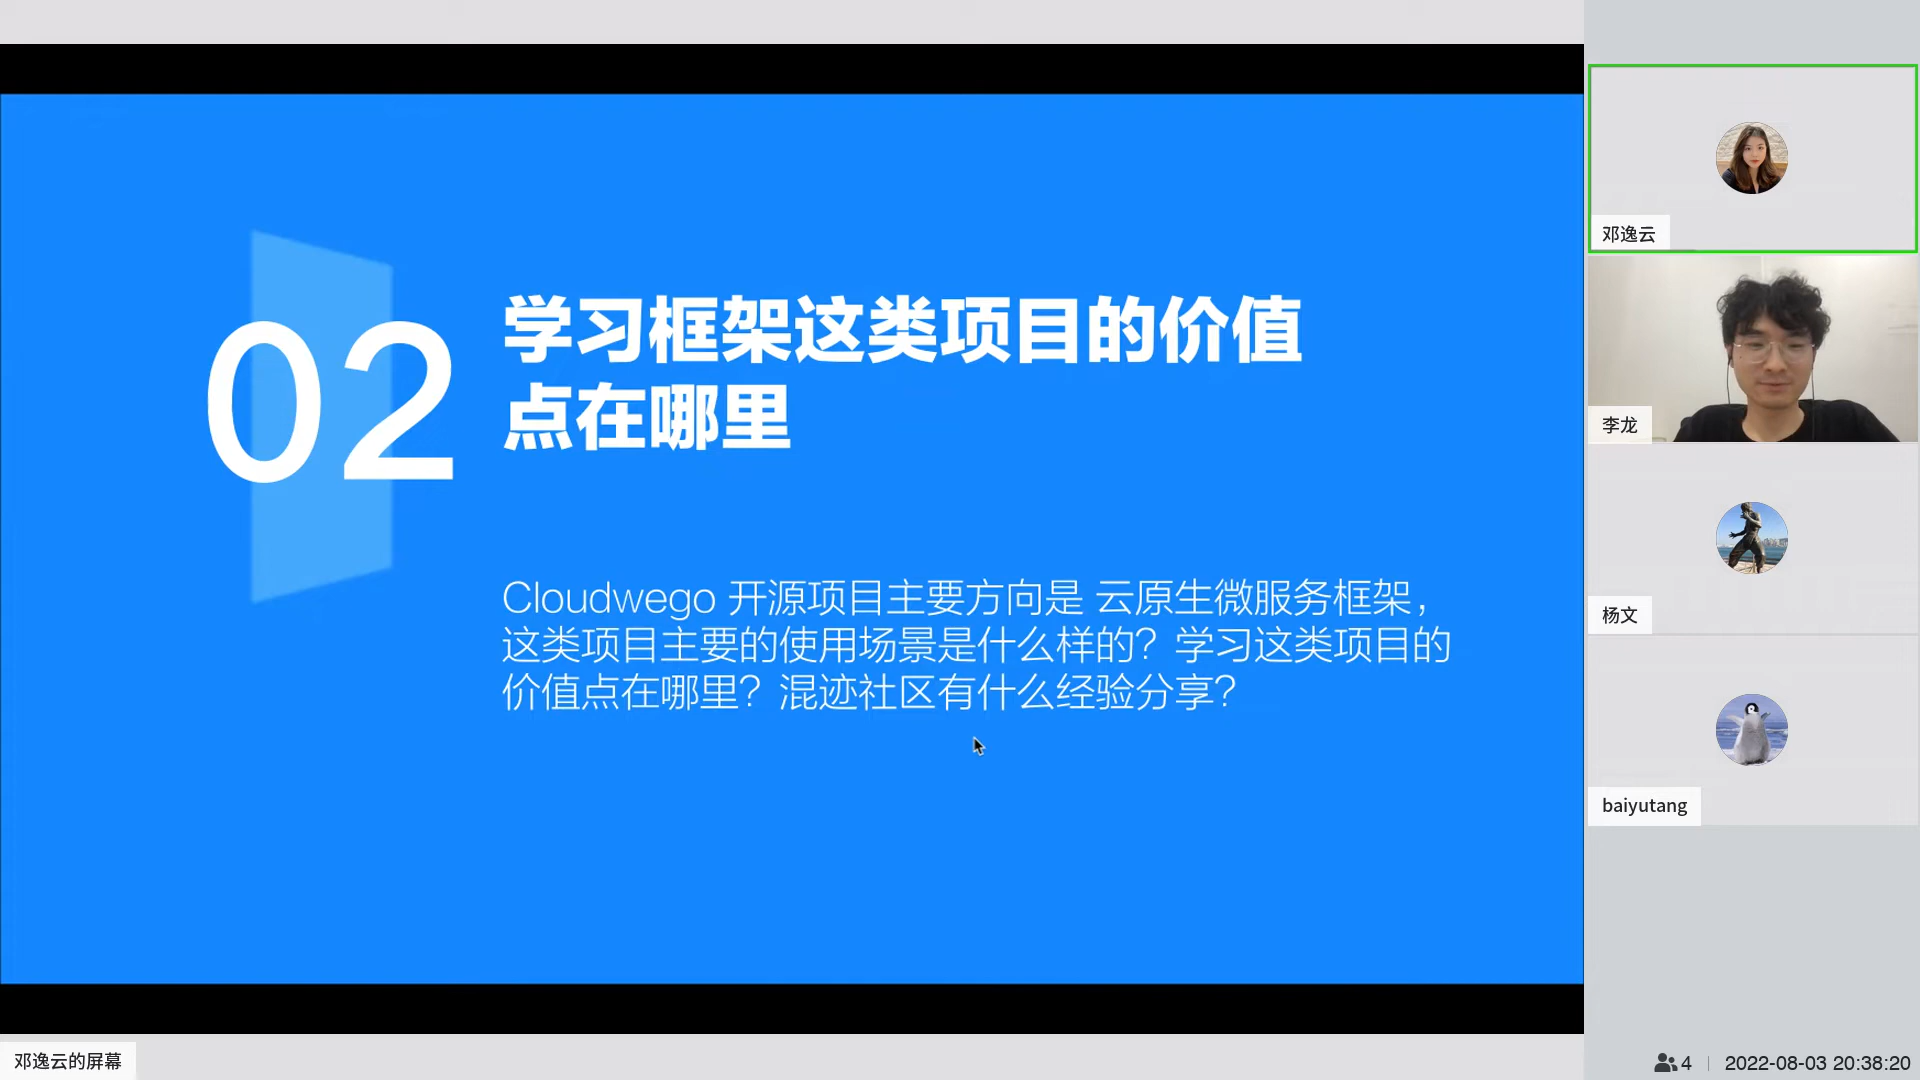 02
学习框架这类项目的价值
点在哪里
Cloudwego 开源项目主要方向是 云原生微服务框架，
这类项目主要的使用场景是什么样的？学习这类项目的
价值点在哪里？混迹社区有什么经验分享？
邓逸云
李龙
杨文
baiyutang
邓逸云的屏幕
4
2022-08-03 20:38:20